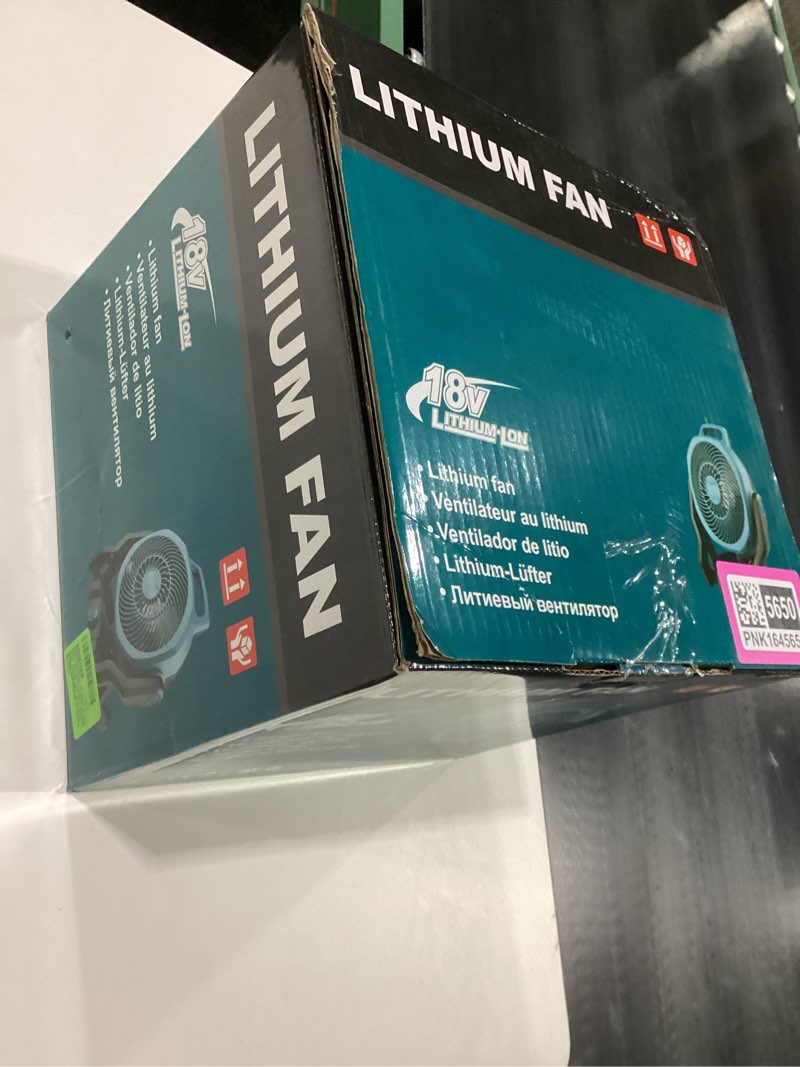 LITHIUM FAN
18V
LITHIUM-ION
• Lithium fan
• Ventilateur au lithium
• Ventilador de litio
• Lithium-Lüfter
• Литиевый вентилятор
LITHIUM FAN
18V
LITHIUM-ION
• Lithium fan
• Ventilateur au lithium
• Ventilador de litio
• Lithium-Lüfter
• Литиевый вентилятор
5650
PNK164565